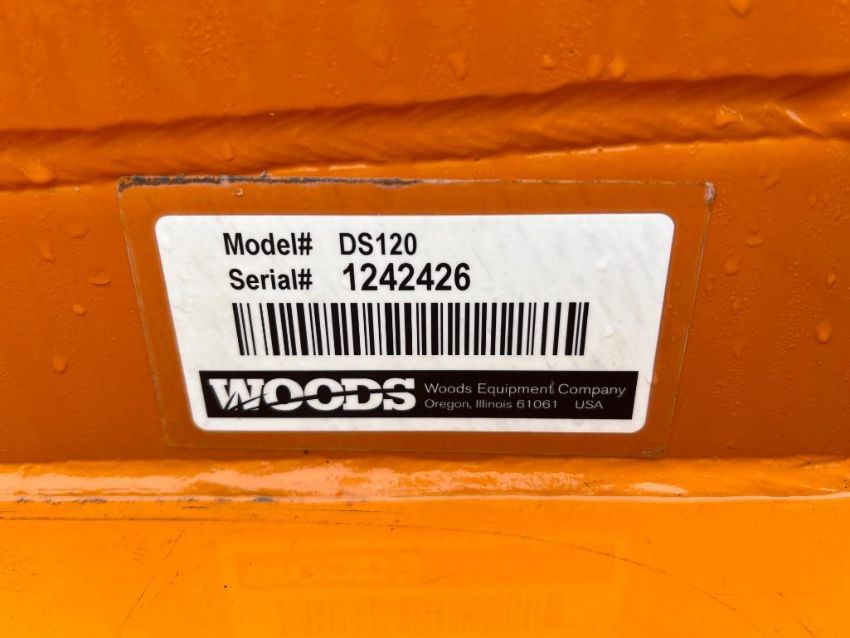 Model# DS120
Serial# 1242426
WOODS
Woods Equipment Company
Oregon, Illinois 61061 USA